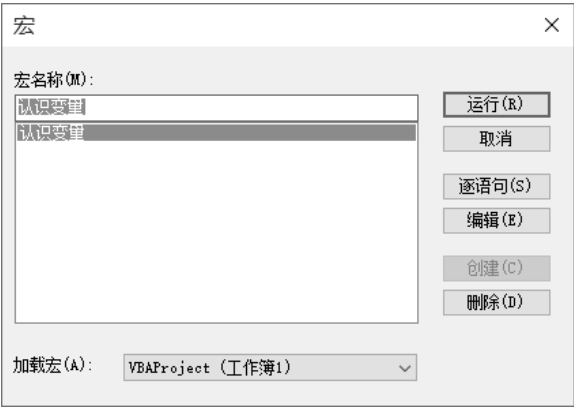 宏
宏名称(M):
认识变量
认识变量
运行(R)
取消
逐语句(S)
编辑(E)
创建(C)
删除(D)
加载宏(A):
VBAProject (工作簿1)